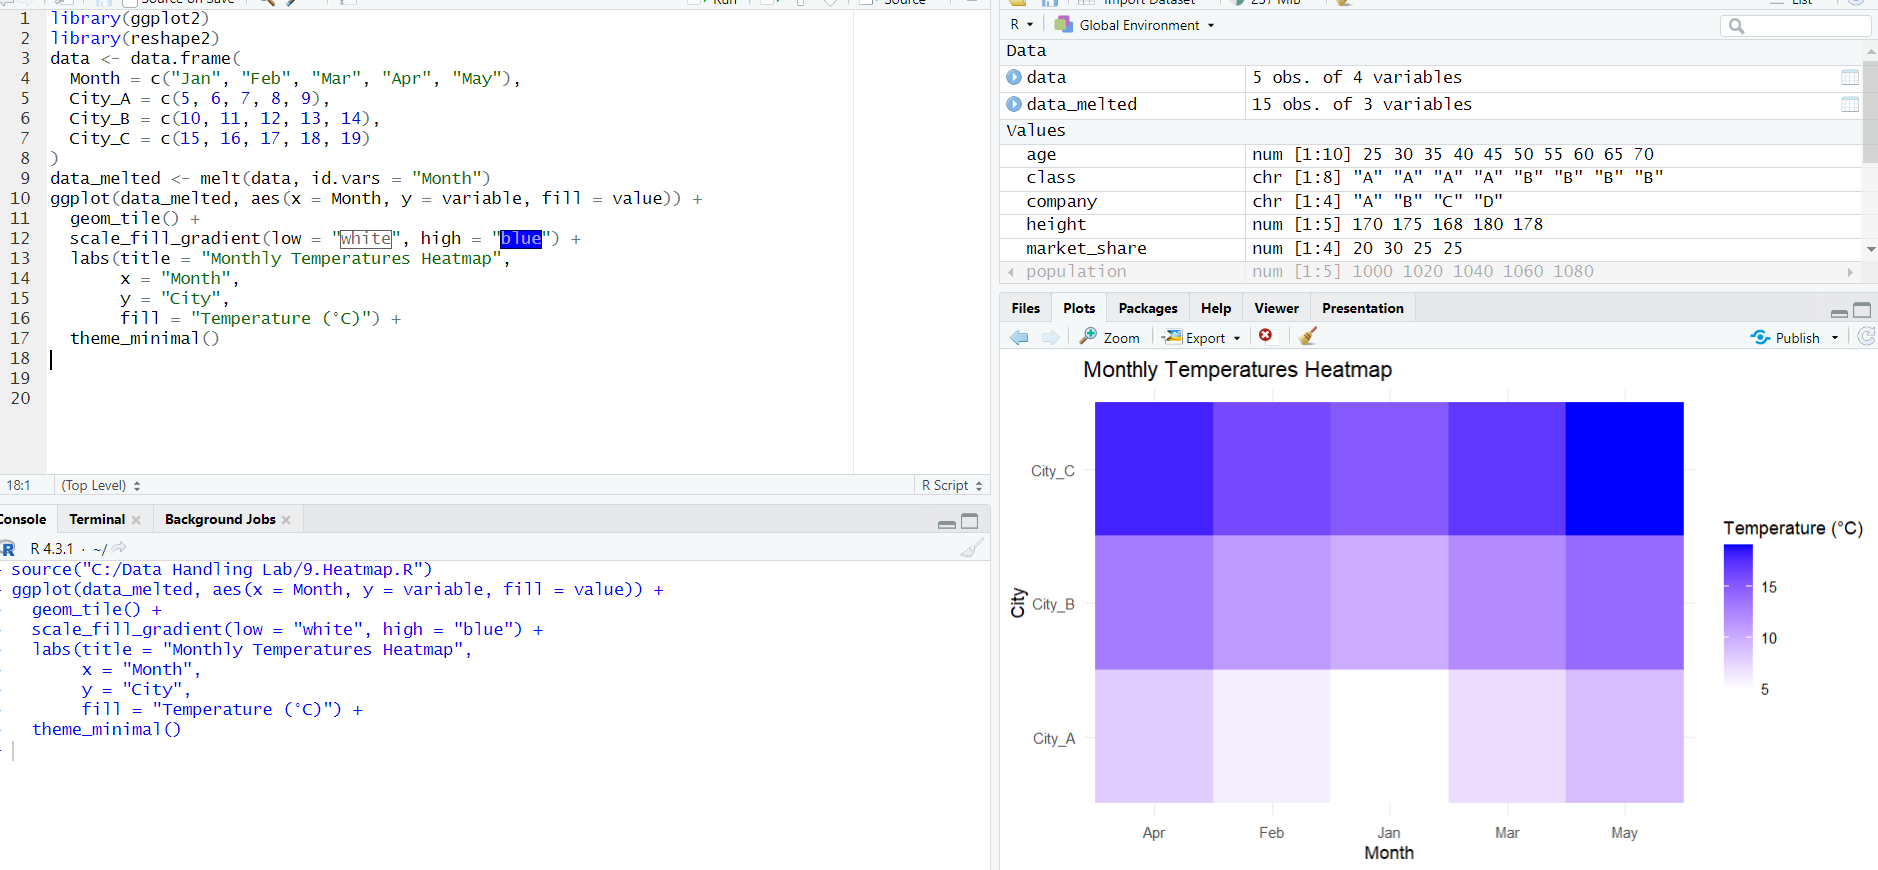 Source on Save Run Source
1 library(ggplot2)
2 library(reshape2)
3 data <- data.frame(
4 Month = c("Jan", "Feb", "Mar", "Apr", "May"),
5 City_A = c(5, 6, 7, 8, 9),
6 City_B = c(10, 11, 12, 13, 14),
7 City_C = c(15, 16, 17, 18, 19)
8 )
9 data_melted <- melt(data, id.vars = "Month")
10 ggplot(data_melted, aes(x = Month, y = variable, fill = value)) +
11 geom_tile() +
12 scale_fill_gradient(low = "white", high = "blue") +
13 labs(title = "Monthly Temperatures Heatmap",
14 x = "Month",
15 y = "City",
16 fill = "Temperature (°C)") +
17 theme_minimal()
18
19
20
18:1 (Top Level) R Script
Console Terminal Background Jobs
R R 4.3.1 · ~/
source("C:/Data Handling Lab/9.Heatmap.R")
ggplot(data_melted, aes(x = Month, y = variable, fill = value)) +
geom_tile() +
scale_fill_gradient(low = "white", high = "blue") +
labs(title = "Monthly Temperatures Heatmap",
x = "Month",
y = "City",
fill = "Temperature (°C)") +
theme_minimal()
Import Dataset 257 MiB List
R Global Environment
Data
data 5 obs. of 4 variables
data_melted 15 obs. of 3 variables
Values
age num [1:10] 25 30 35 40 45 50 55 60 65 70
class chr [1:8] "A" "A" "A" "A" "B" "B" "B" "B"
company chr [1:4] "A" "B" "C" "D"
height num [1:5] 170 175 168 180 178
market_share num [1:4] 20 30 25 25
population num [1:5] 1000 1020 1040 1060 1080
Files Plots Packages Help Viewer Presentation
Zoom Export Publish
Monthly Temperatures Heatmap
City_C
City_B
City_A
City
Apr Feb Jan Mar May
Month
Temperature (°C)
15
10
5